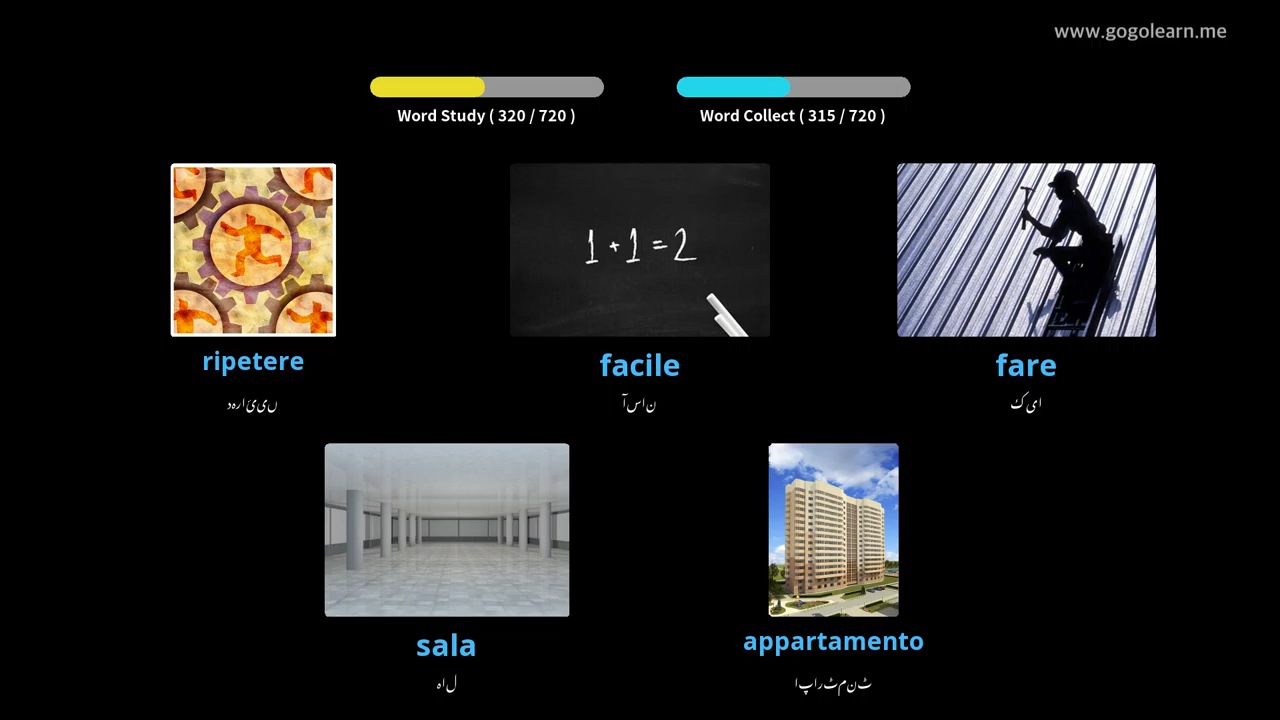 www.gogolearn.me
Word Study ( 320 / 720 )
Word Collect ( 315 / 720 )
1 + 1 = 2
ripetere
facile
fare
دہرائیں
آسان
کیا
sala
appartamento
ہال
اپارٹمنٹ